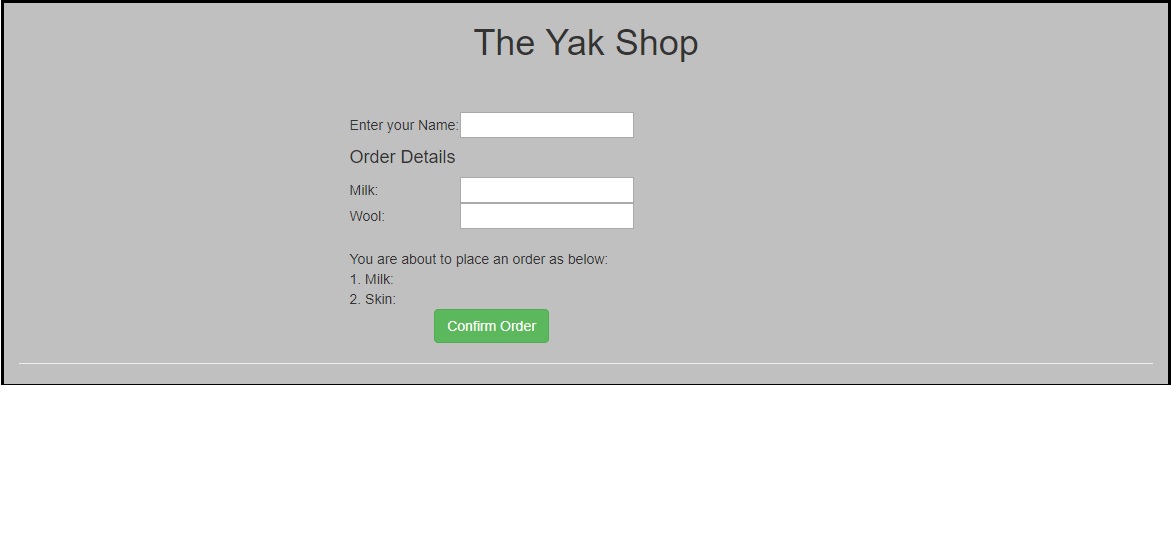 The Yak Shop
Enter your Name:
Order Details
Milk:
Wool:
You are about to place an order as below:
1. Milk:
2. Skin:
Confirm Order